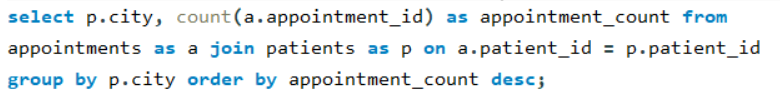 select p.city, count(a.appointment_id) as appointment_count from
appointments as a join patients as p on a.patient_id = p.patient_id
group by p.city order by appointment_count desc;